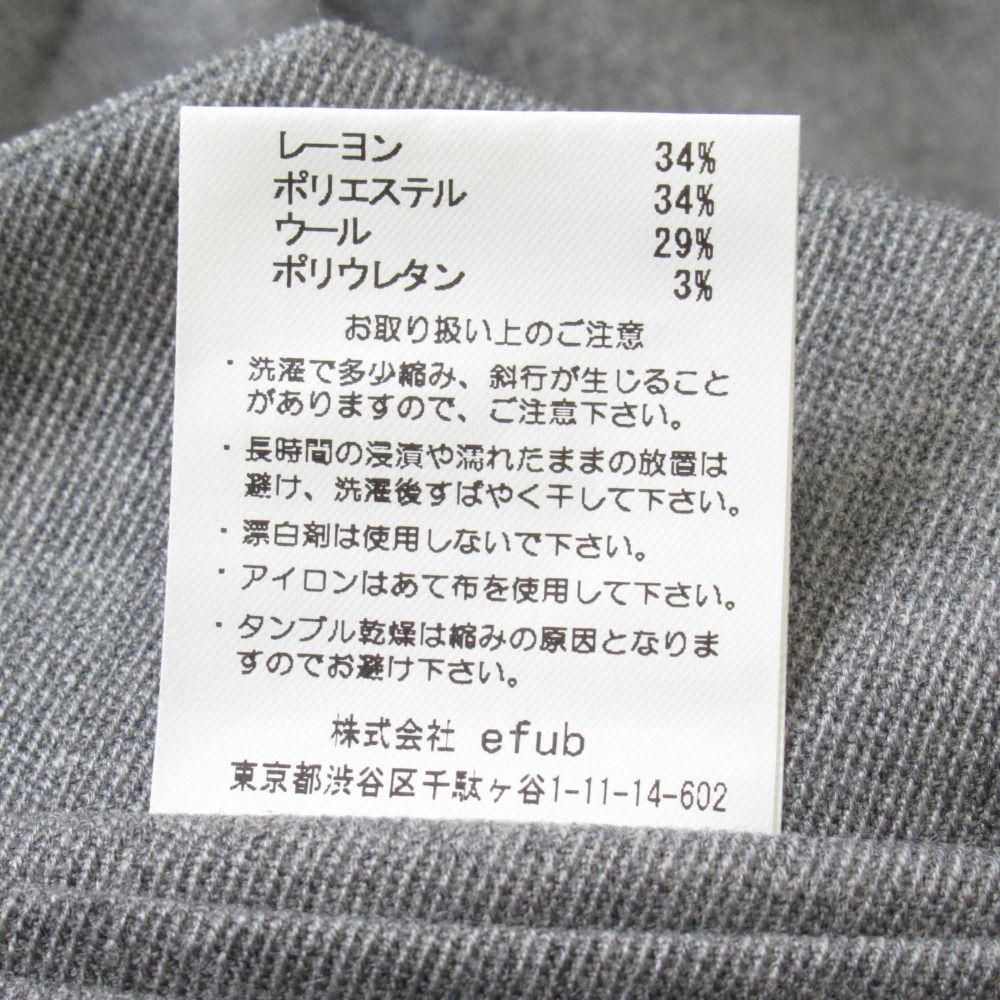 レーヨン 34%
ポリエステル 34%
ウール 29%
ポリウレタン 3%
お取り扱い上のご注意
・洗濯で多少縮み、斜行が生じること
がありますので、ご注意下さい。
・長時間の浸漬や濡れたままの放置は
避け、洗濯後すばやく干して下さい。
・漂白剤は使用しないで下さい。
・アイロンはあて布を使用して下さい。
・タンブル乾燥は縮みの原因となりま
すのでお避け下さい。
株式会社 efub
東京都渋谷区千駄ヶ谷1-11-14-602